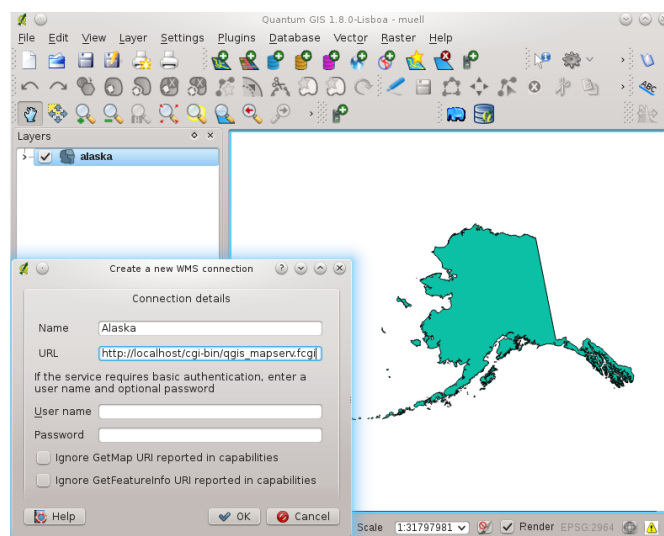 Quantum GIS 1.8.0-Lisboa - muell
File Edit View Layer Settings Plugins Database Vector Raster Help
ABC
Layers
alaska
Create a new WMS connection
Connection details
Name Alaska
URL http://localhost/cgi-bin/qgis_mapserv.fcgi
If the service requires basic authentication, enter a
user name and optional password
User name
Password
Ignore GetMap URI reported in capabilities
Ignore GetFeatureInfo URI reported in capabilities
Help OK Cancel
Scale 1:31797981 Render EPSG:2964